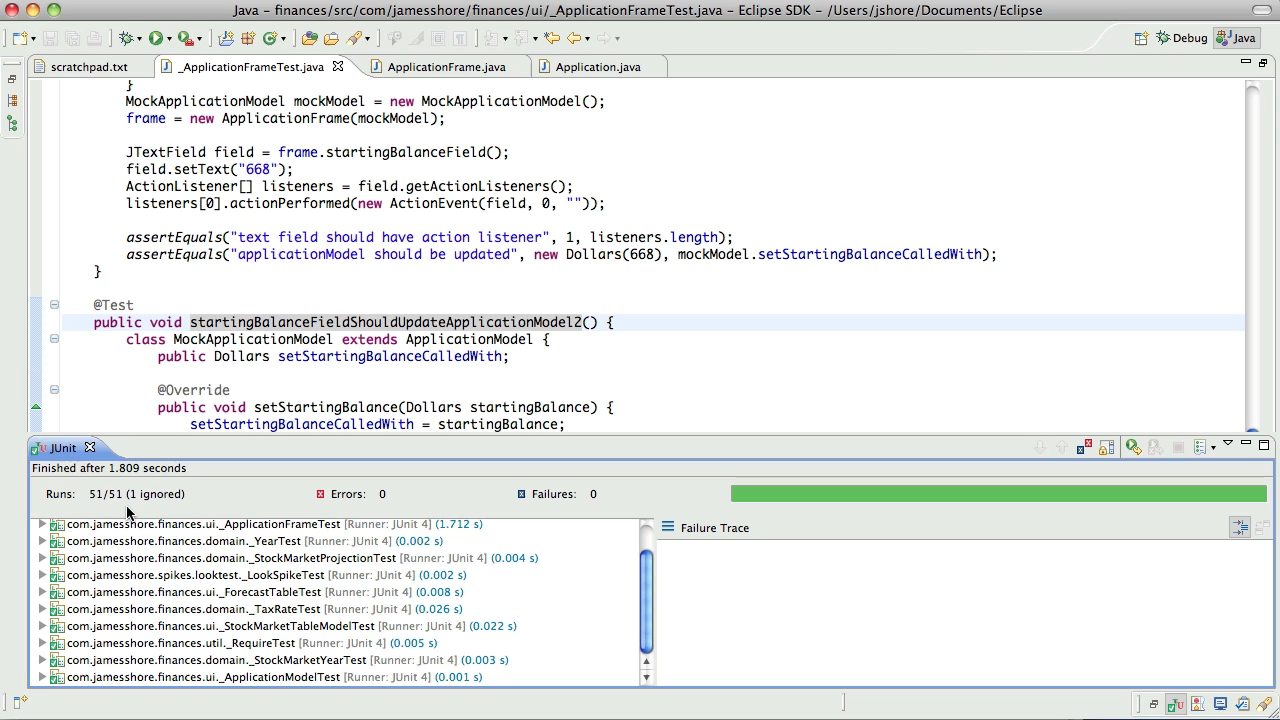 Java - finances/src/com/jamesshore/finances/ui/_ApplicationFrameTest.java - Eclipse SDK - /Users/jshore/Documents/Eclipse
Debug Java
scratchpad.txt _ApplicationFrameTest.java ApplicationFrame.java Application.java
}
MockApplicationModel mockModel = new MockApplicationModel();
frame = new ApplicationFrame(mockModel);
JTextField field = frame.startingBalanceField();
field.setText("668");
ActionListener[] listeners = field.getActionListeners();
listeners[0].actionPerformed(new ActionEvent(field, 0, ""));
assertEquals("text field should have action listener", 1, listeners.length);
assertEquals("applicationModel should be updated", new Dollars(668), mockModel.setStartingBalanceCalledWith);
}
@Test
public void startingBalanceFieldShouldUpdateApplicationModel2() {
class MockApplicationModel extends ApplicationModel {
public Dollars setStartingBalanceCalledWith;
@Override
public void setStartingBalance(Dollars startingBalance) {
setStartingBalanceCalledWith = startingBalance;
JUnit
Finished after 1.809 seconds
Runs: 51/51 (1 ignored) Errors: 0 Failures: 0
com.jamesshore.finances.ui._ApplicationFrameTest [Runner: JUnit 4] (1.712 s)
Failure Trace
com.jamesshore.finances.domain._YearTest [Runner: JUnit 4] (0.002 s)
com.jamesshore.finances.domain._StockMarketProjectionTest [Runner: JUnit 4] (0.004 s)
com.jamesshore.spikes.looktest._LookSpikeTest [Runner: JUnit 4] (0.002 s)
com.jamesshore.finances.ui._ForecastTableTest [Runner: JUnit 4] (0.008 s)
com.jamesshore.finances.domain._TaxRateTest [Runner: JUnit 4] (0.026 s)
com.jamesshore.finances.ui._StockMarketTableModelTest [Runner: JUnit 4] (0.022 s)
com.jamesshore.finances.util._RequireTest [Runner: JUnit 4] (0.005 s)
com.jamesshore.finances.domain._StockMarketYearTest [Runner: JUnit 4] (0.003 s)
com.jamesshore.finances.ui._ApplicationModelTest [Runner: JUnit 4] (0.001 s)